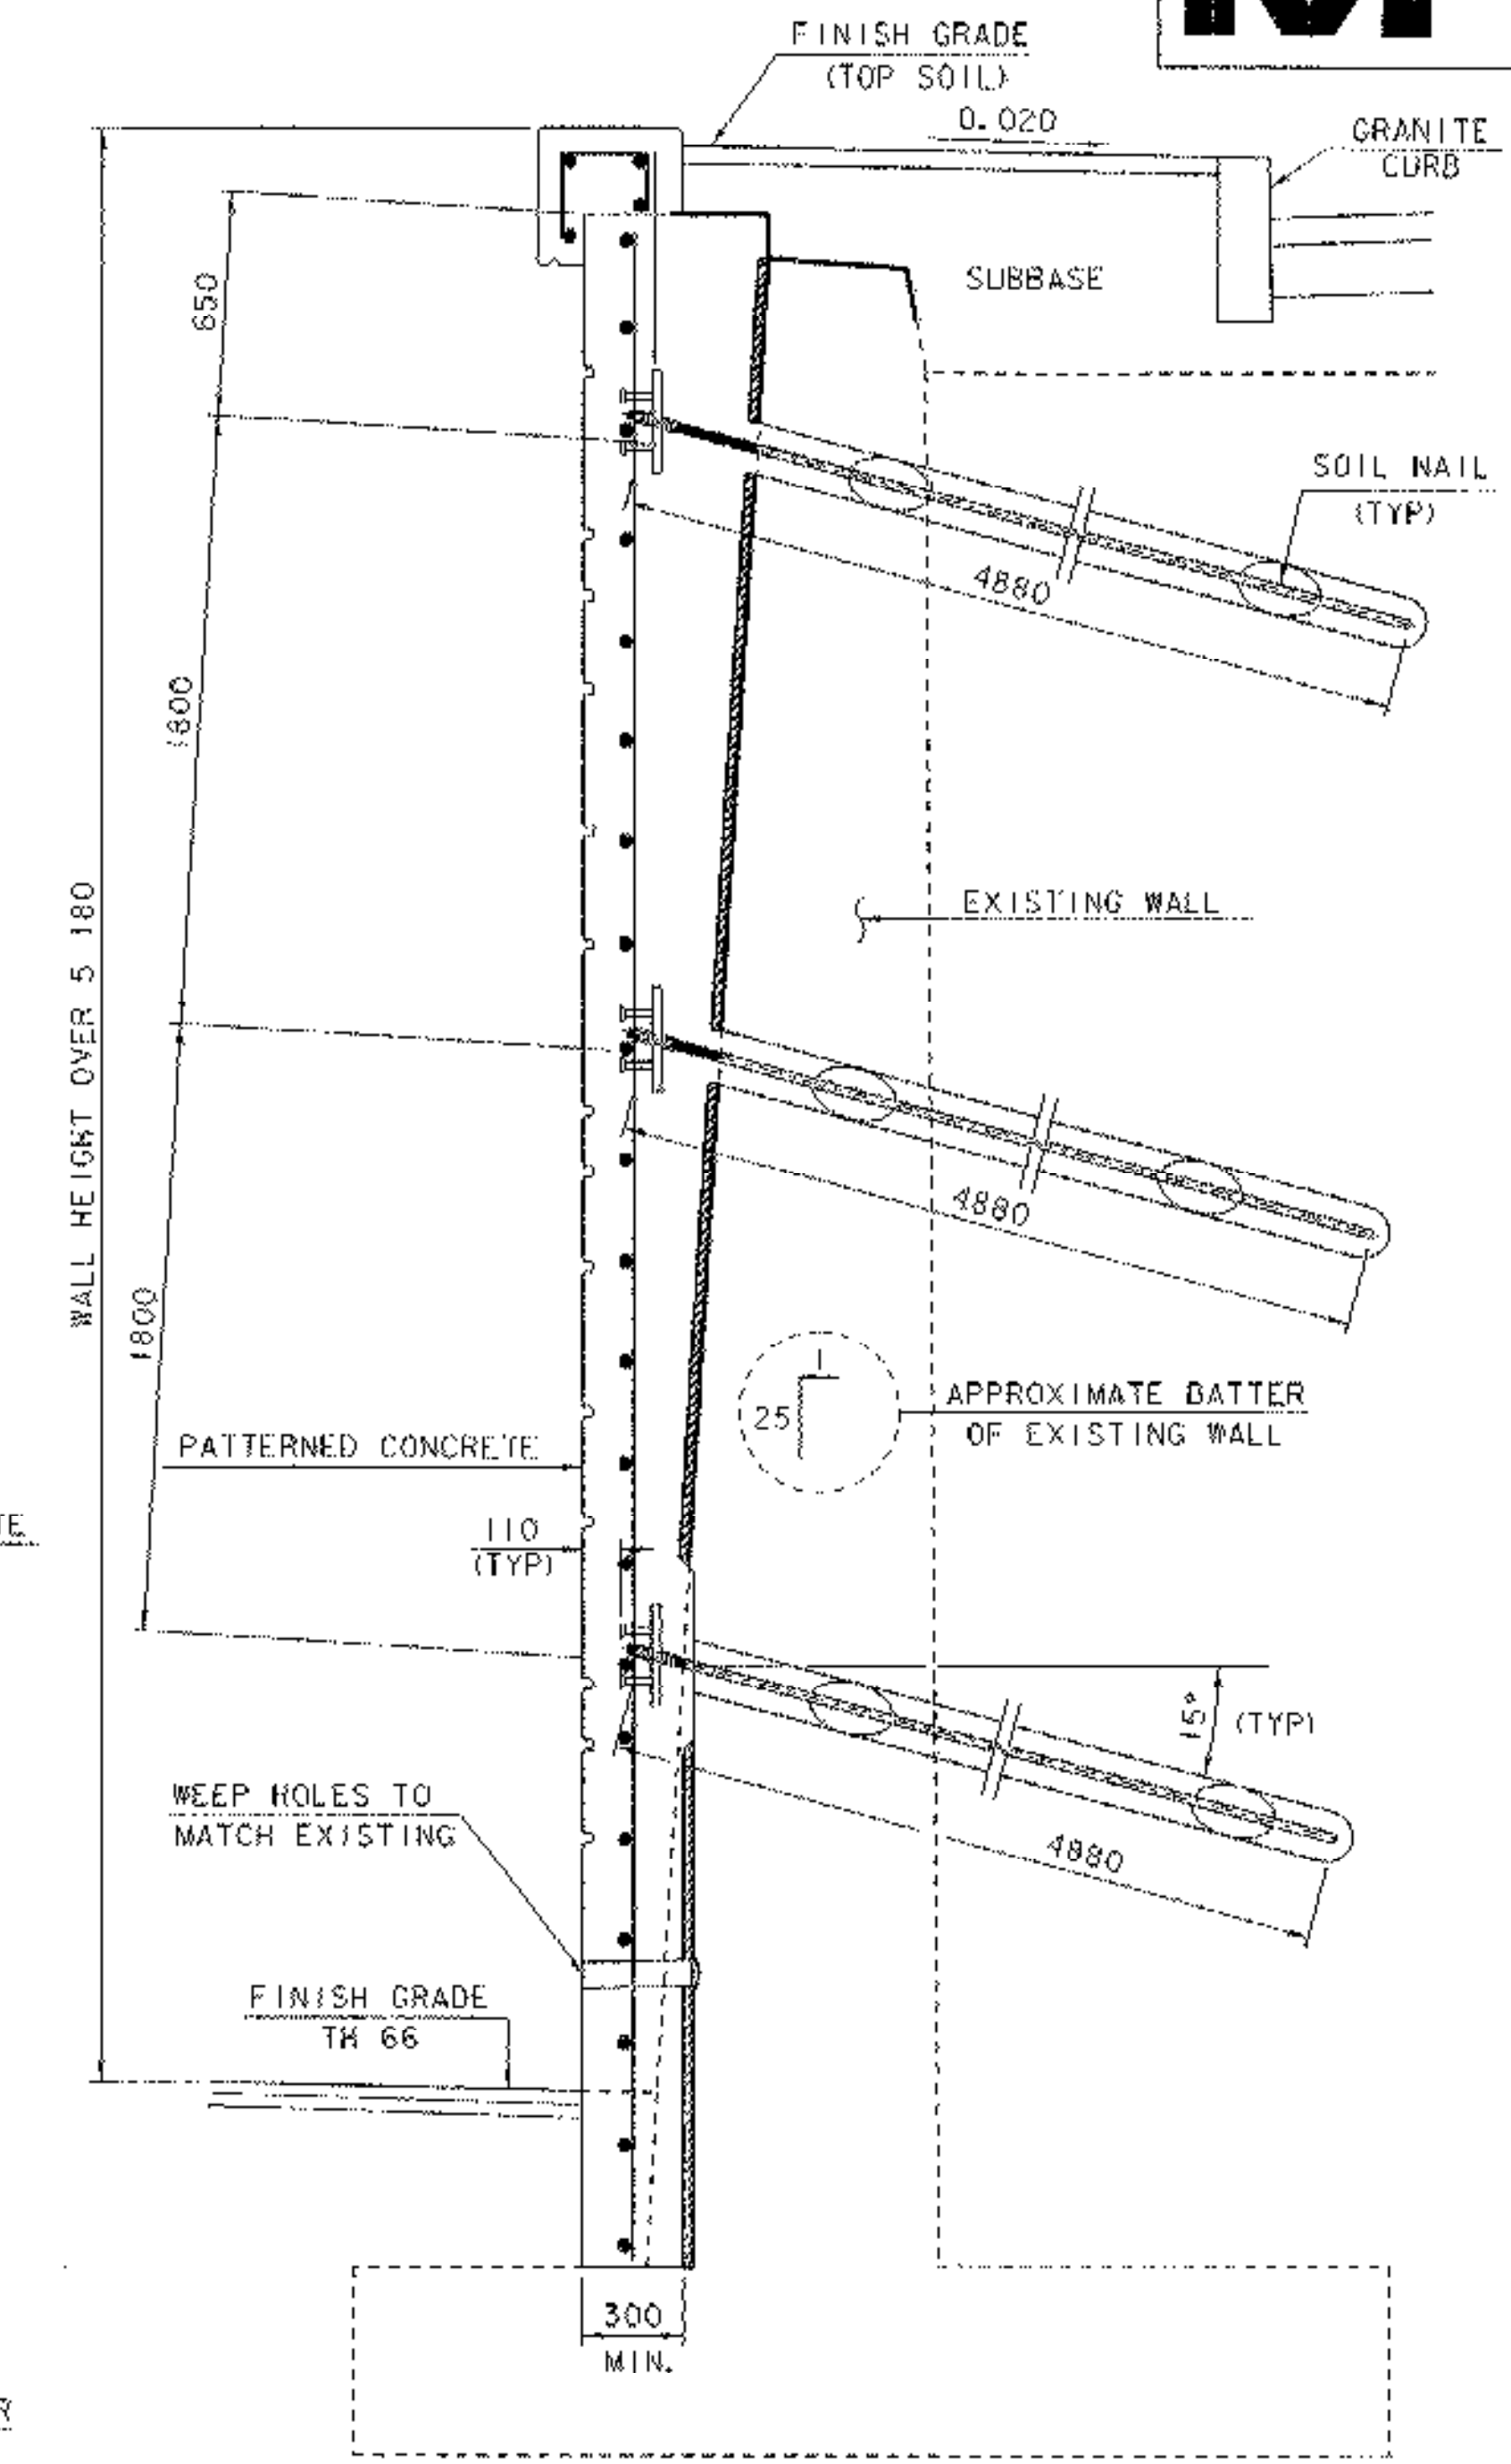 FINISH GRADE
(TOP SOIL)
0.020
GRANITE
CURB
SUBBASE
650
SOIL NAIL
(TYP)
4880
1800
EXISTING WALL
WALL HEIGHT OVER 5 180
4880
1800
1
25
APPROXIMATE BATTER
OF EXISTING WALL
PATTERNED CONCRETE
110
(TYP)
15°
(TYP)
4880
WEEP HOLES TO
MATCH EXISTING
FINISH GRADE
TH 66
300
MIN.